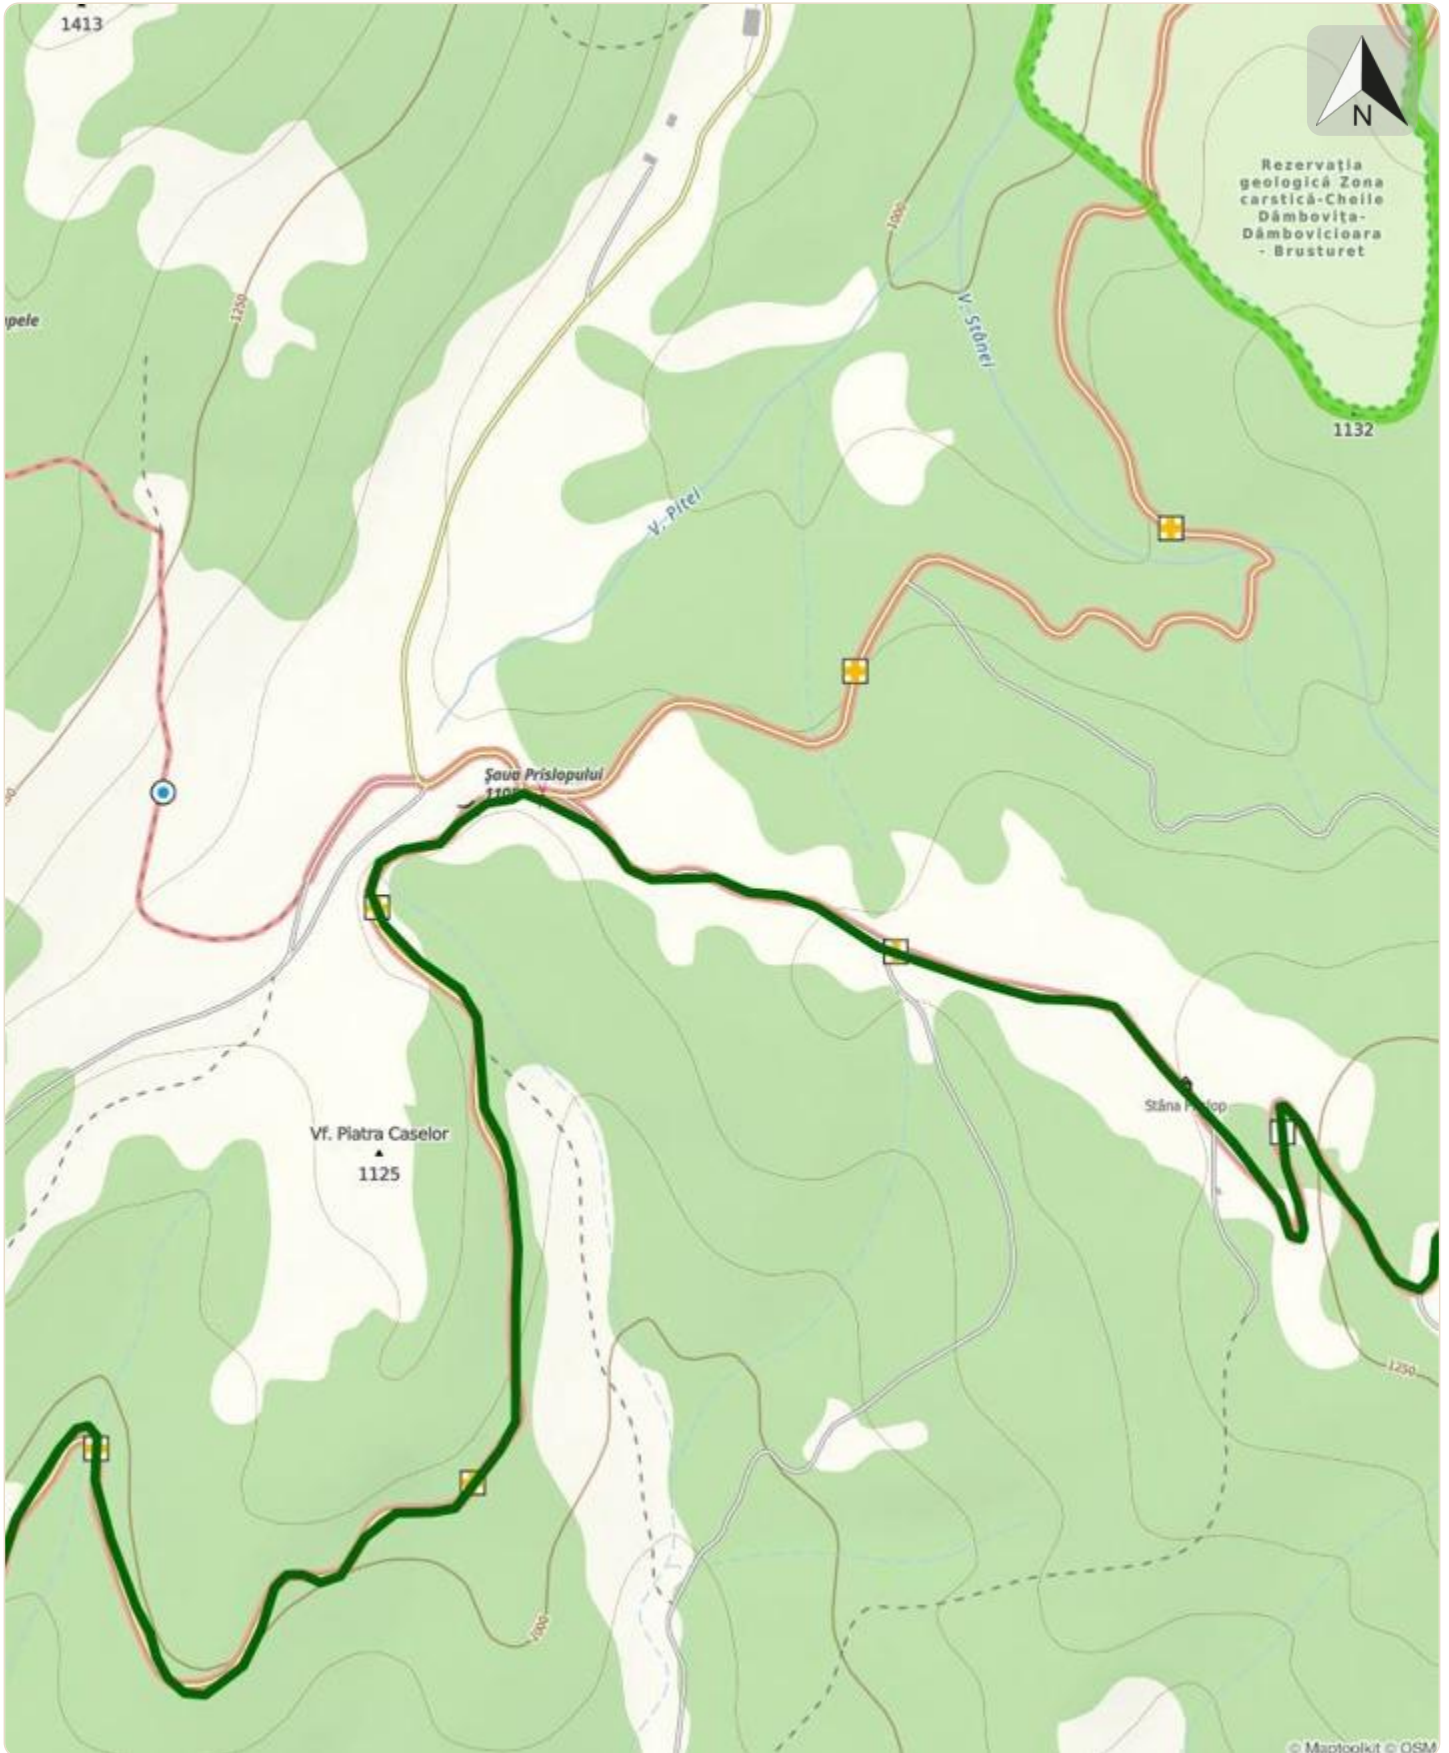 1413
N
Rezervația
geologică Zona
carstică-Cheile
Dâmbovița-
Dâmbovicioara
- Brusturet
1000
1250
V. Stânei
1132
V. Pitei
Șaua Prislopului
Stâna
Vf. Piatra Caselor
1125
1250
1000
© Maptoolkit © OSM